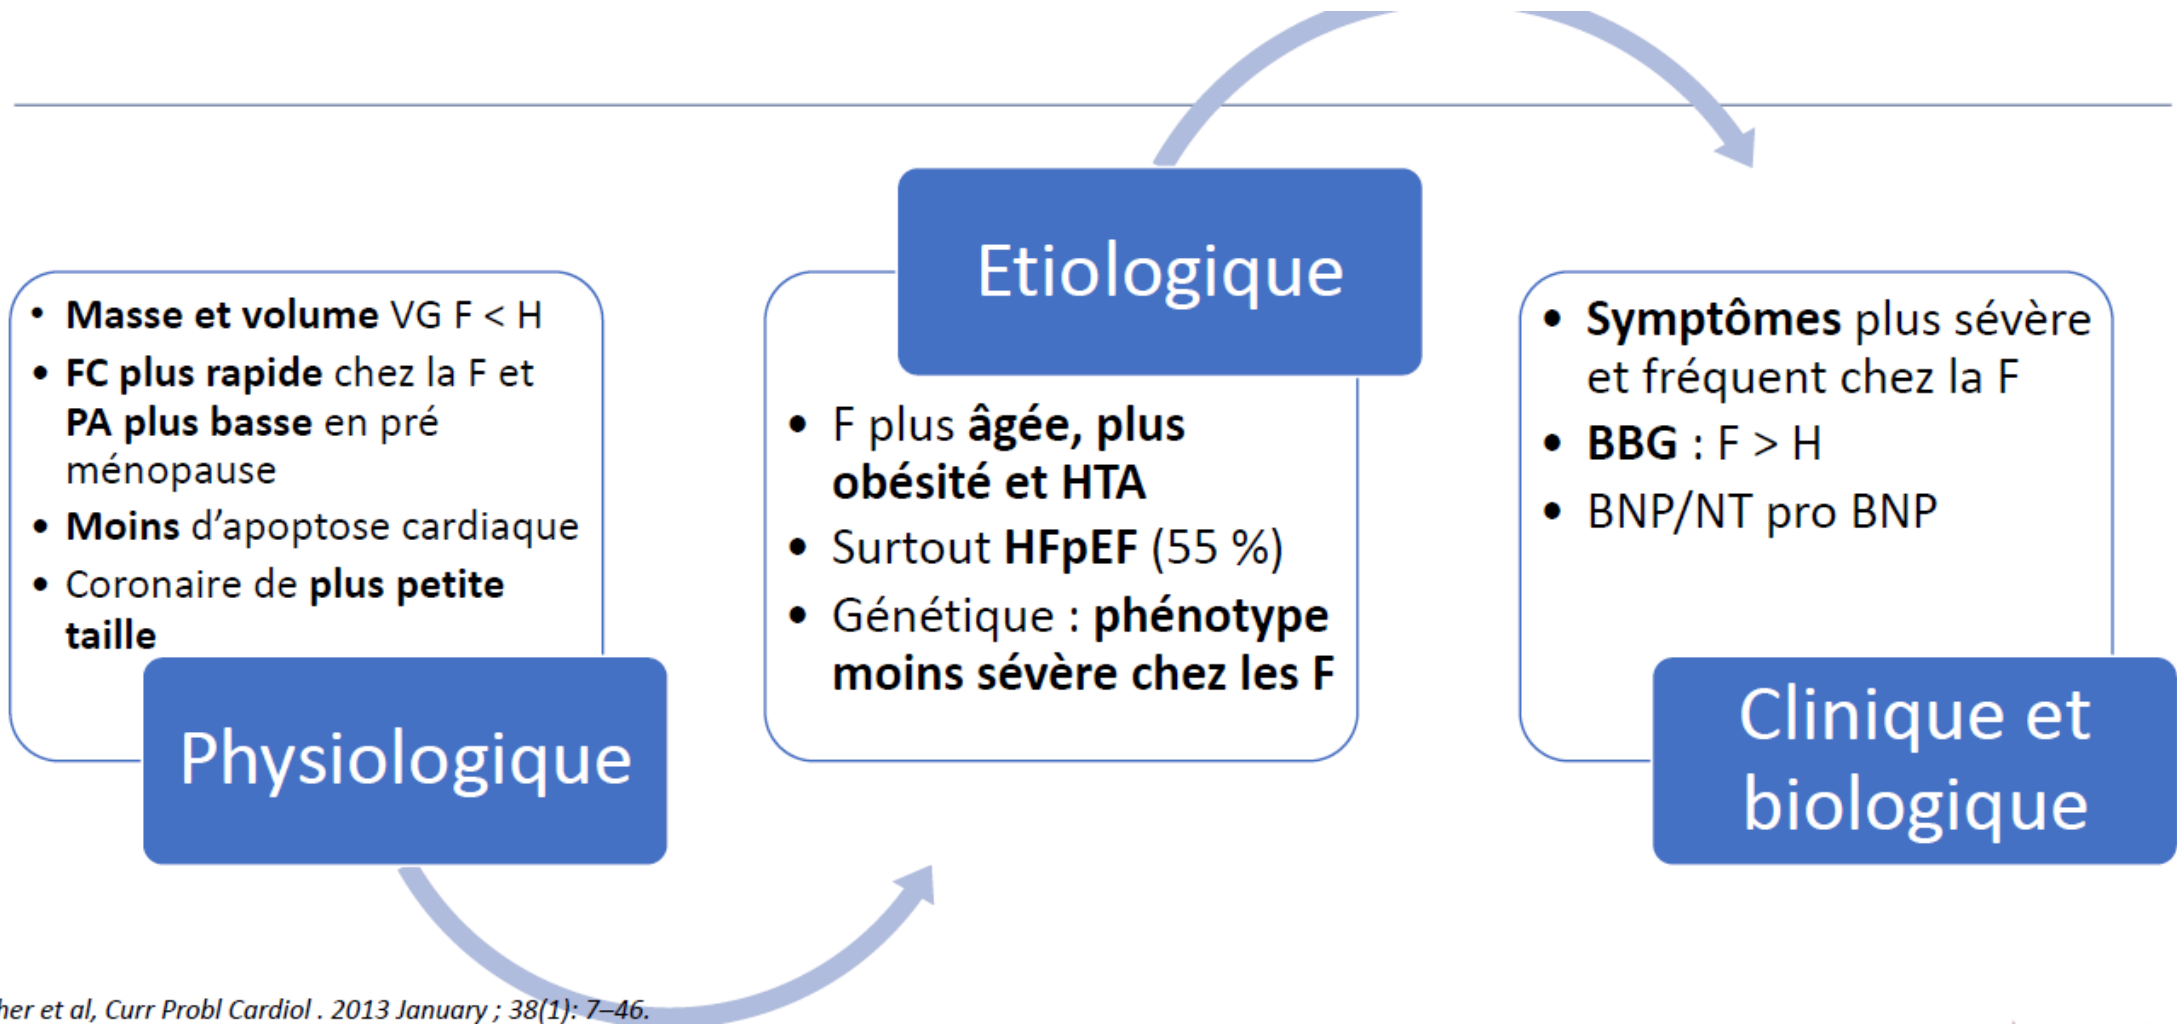 • Masse et volume VG F < H
• FC plus rapide chez la F et
PA plus basse en pré
ménopause
• Moins d'apoptose cardiaque
• Coronaire de plus petite
taille
Physiologique
Etiologique
• F plus âgée, plus
obésité et HTA
• Surtout HFpEF (55 %)
• Génétique : phénotype
moins sévère chez les F
• Symptômes plus sévère
et fréquent chez la F
• BBG : F > H
• BNP/NT pro BNP
Clinique et
biologique
et al, Curr Probl Cardiol . 2013 January ; 38(1): 7–46.